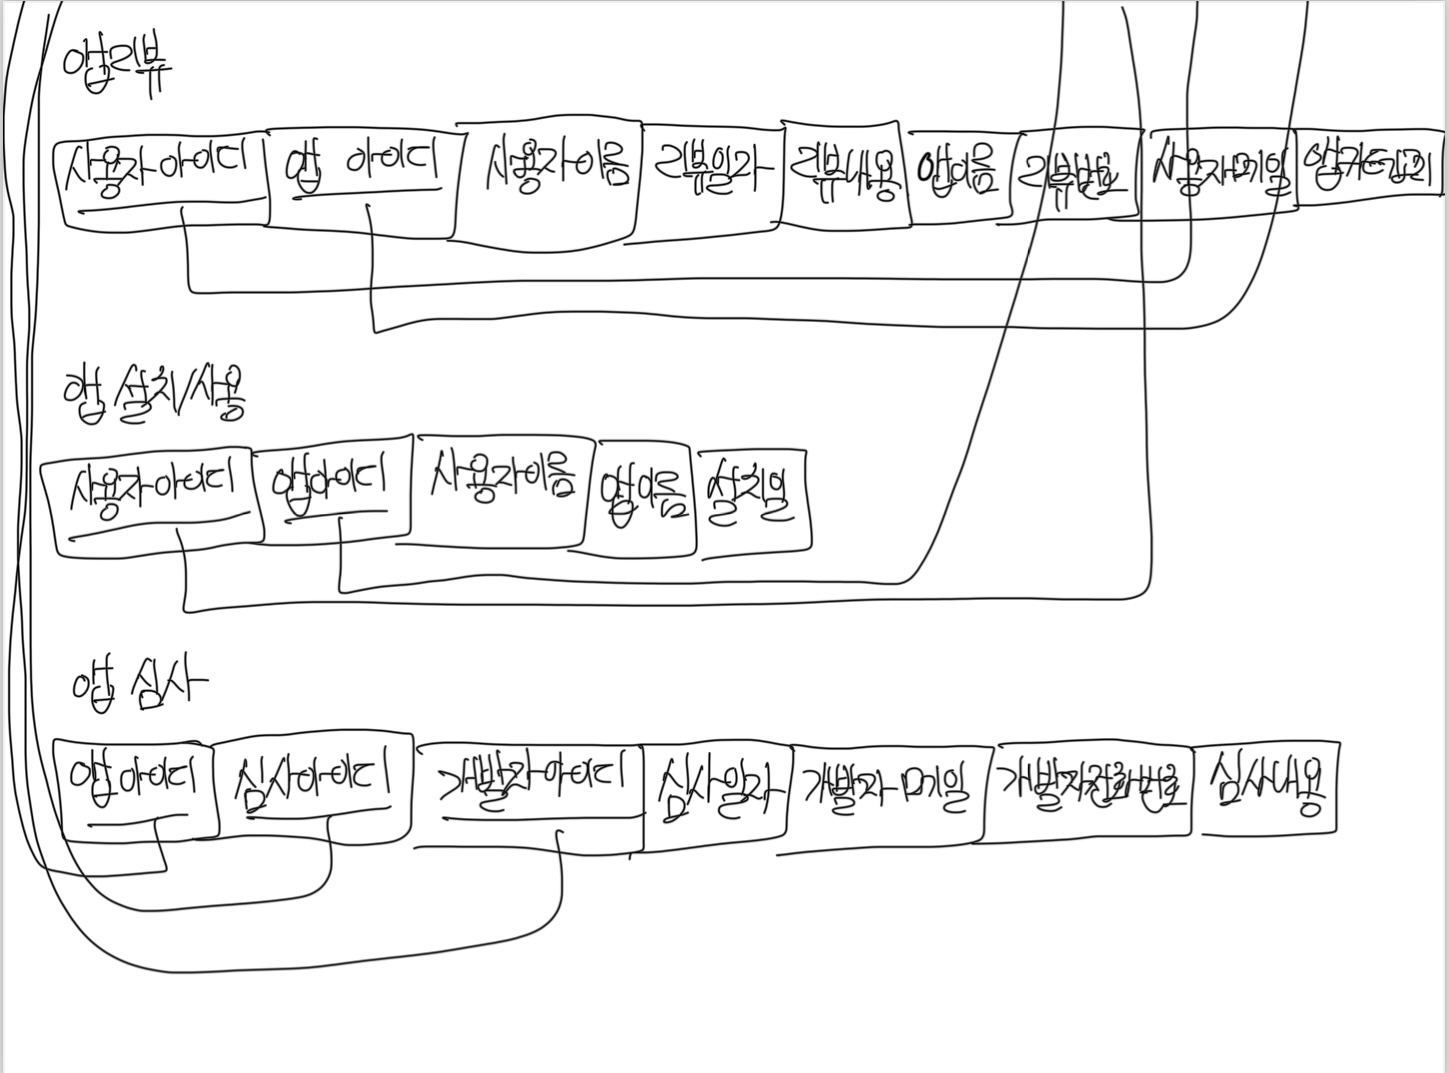 앱리뷰
사용자아이디 앱 아이디 사용자이름 리뷰일자 리뷰내용 앱이름 리뷰번호 사용자메일 앱카테고리
앱 설치/사용
사용자아이디 앱아이디 사용자이름 앱이름 설치일
앱 심사
앱아이디 심사아이디 개발자아이디 심사일자 개발자메일 개발자전화번호 심사내용